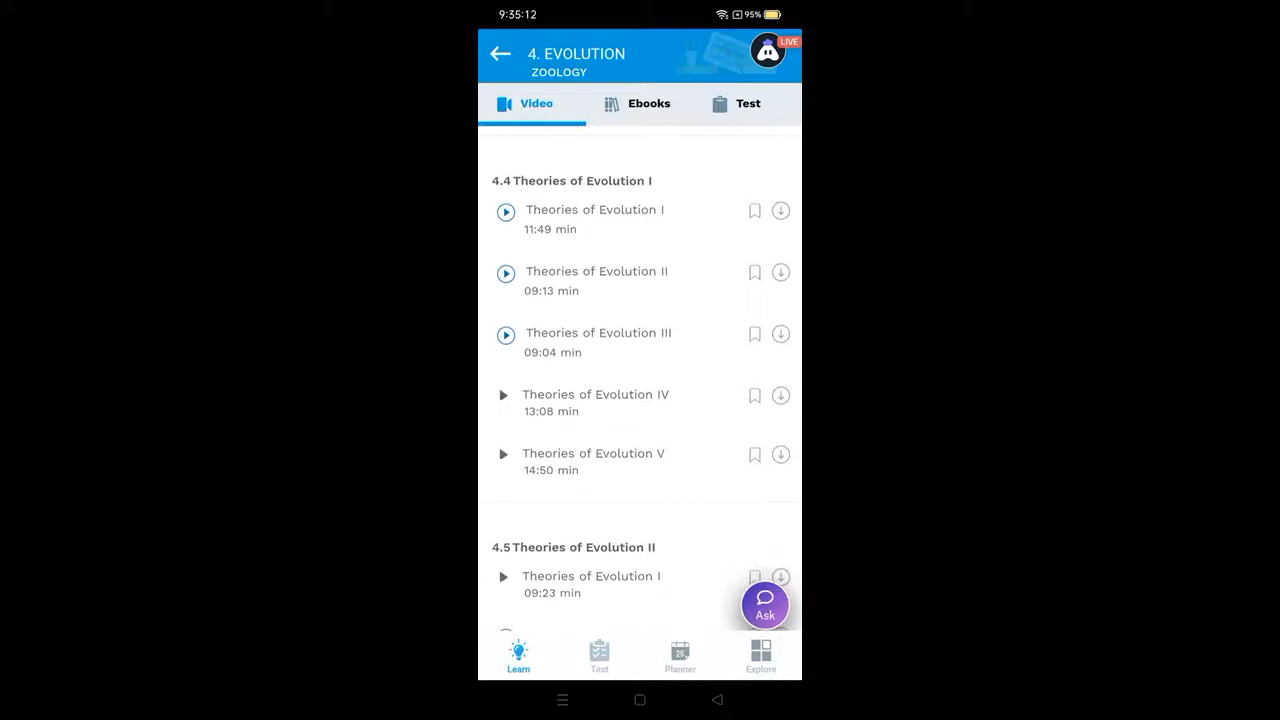 9:35:12
95%
4. EVOLUTION
LIVE
ZOOLOGY
Video
Ebooks
Test
4.4 Theories of Evolution I
Theories of Evolution I
11:49 min
Theories of Evolution II
09:13 min
Theories of Evolution III
09:04 min
Theories of Evolution IV
13:08 min
Theories of Evolution V
14:50 min
4.5 Theories of Evolution II
Theories of Evolution I
09:23 min
Ask
Learn
Test
25
Planner
Explore